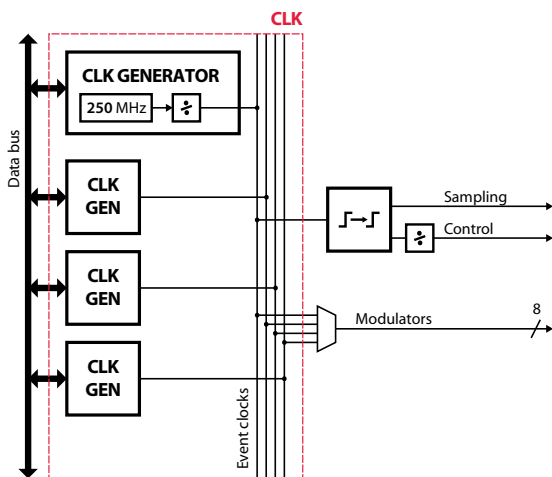 CLK
CLK GENERATOR
250 MHz
÷
Data bus
CLK
GEN
Sampling
÷
Control
CLK
GEN
8
Modulators
CLK
GEN
Event clocks